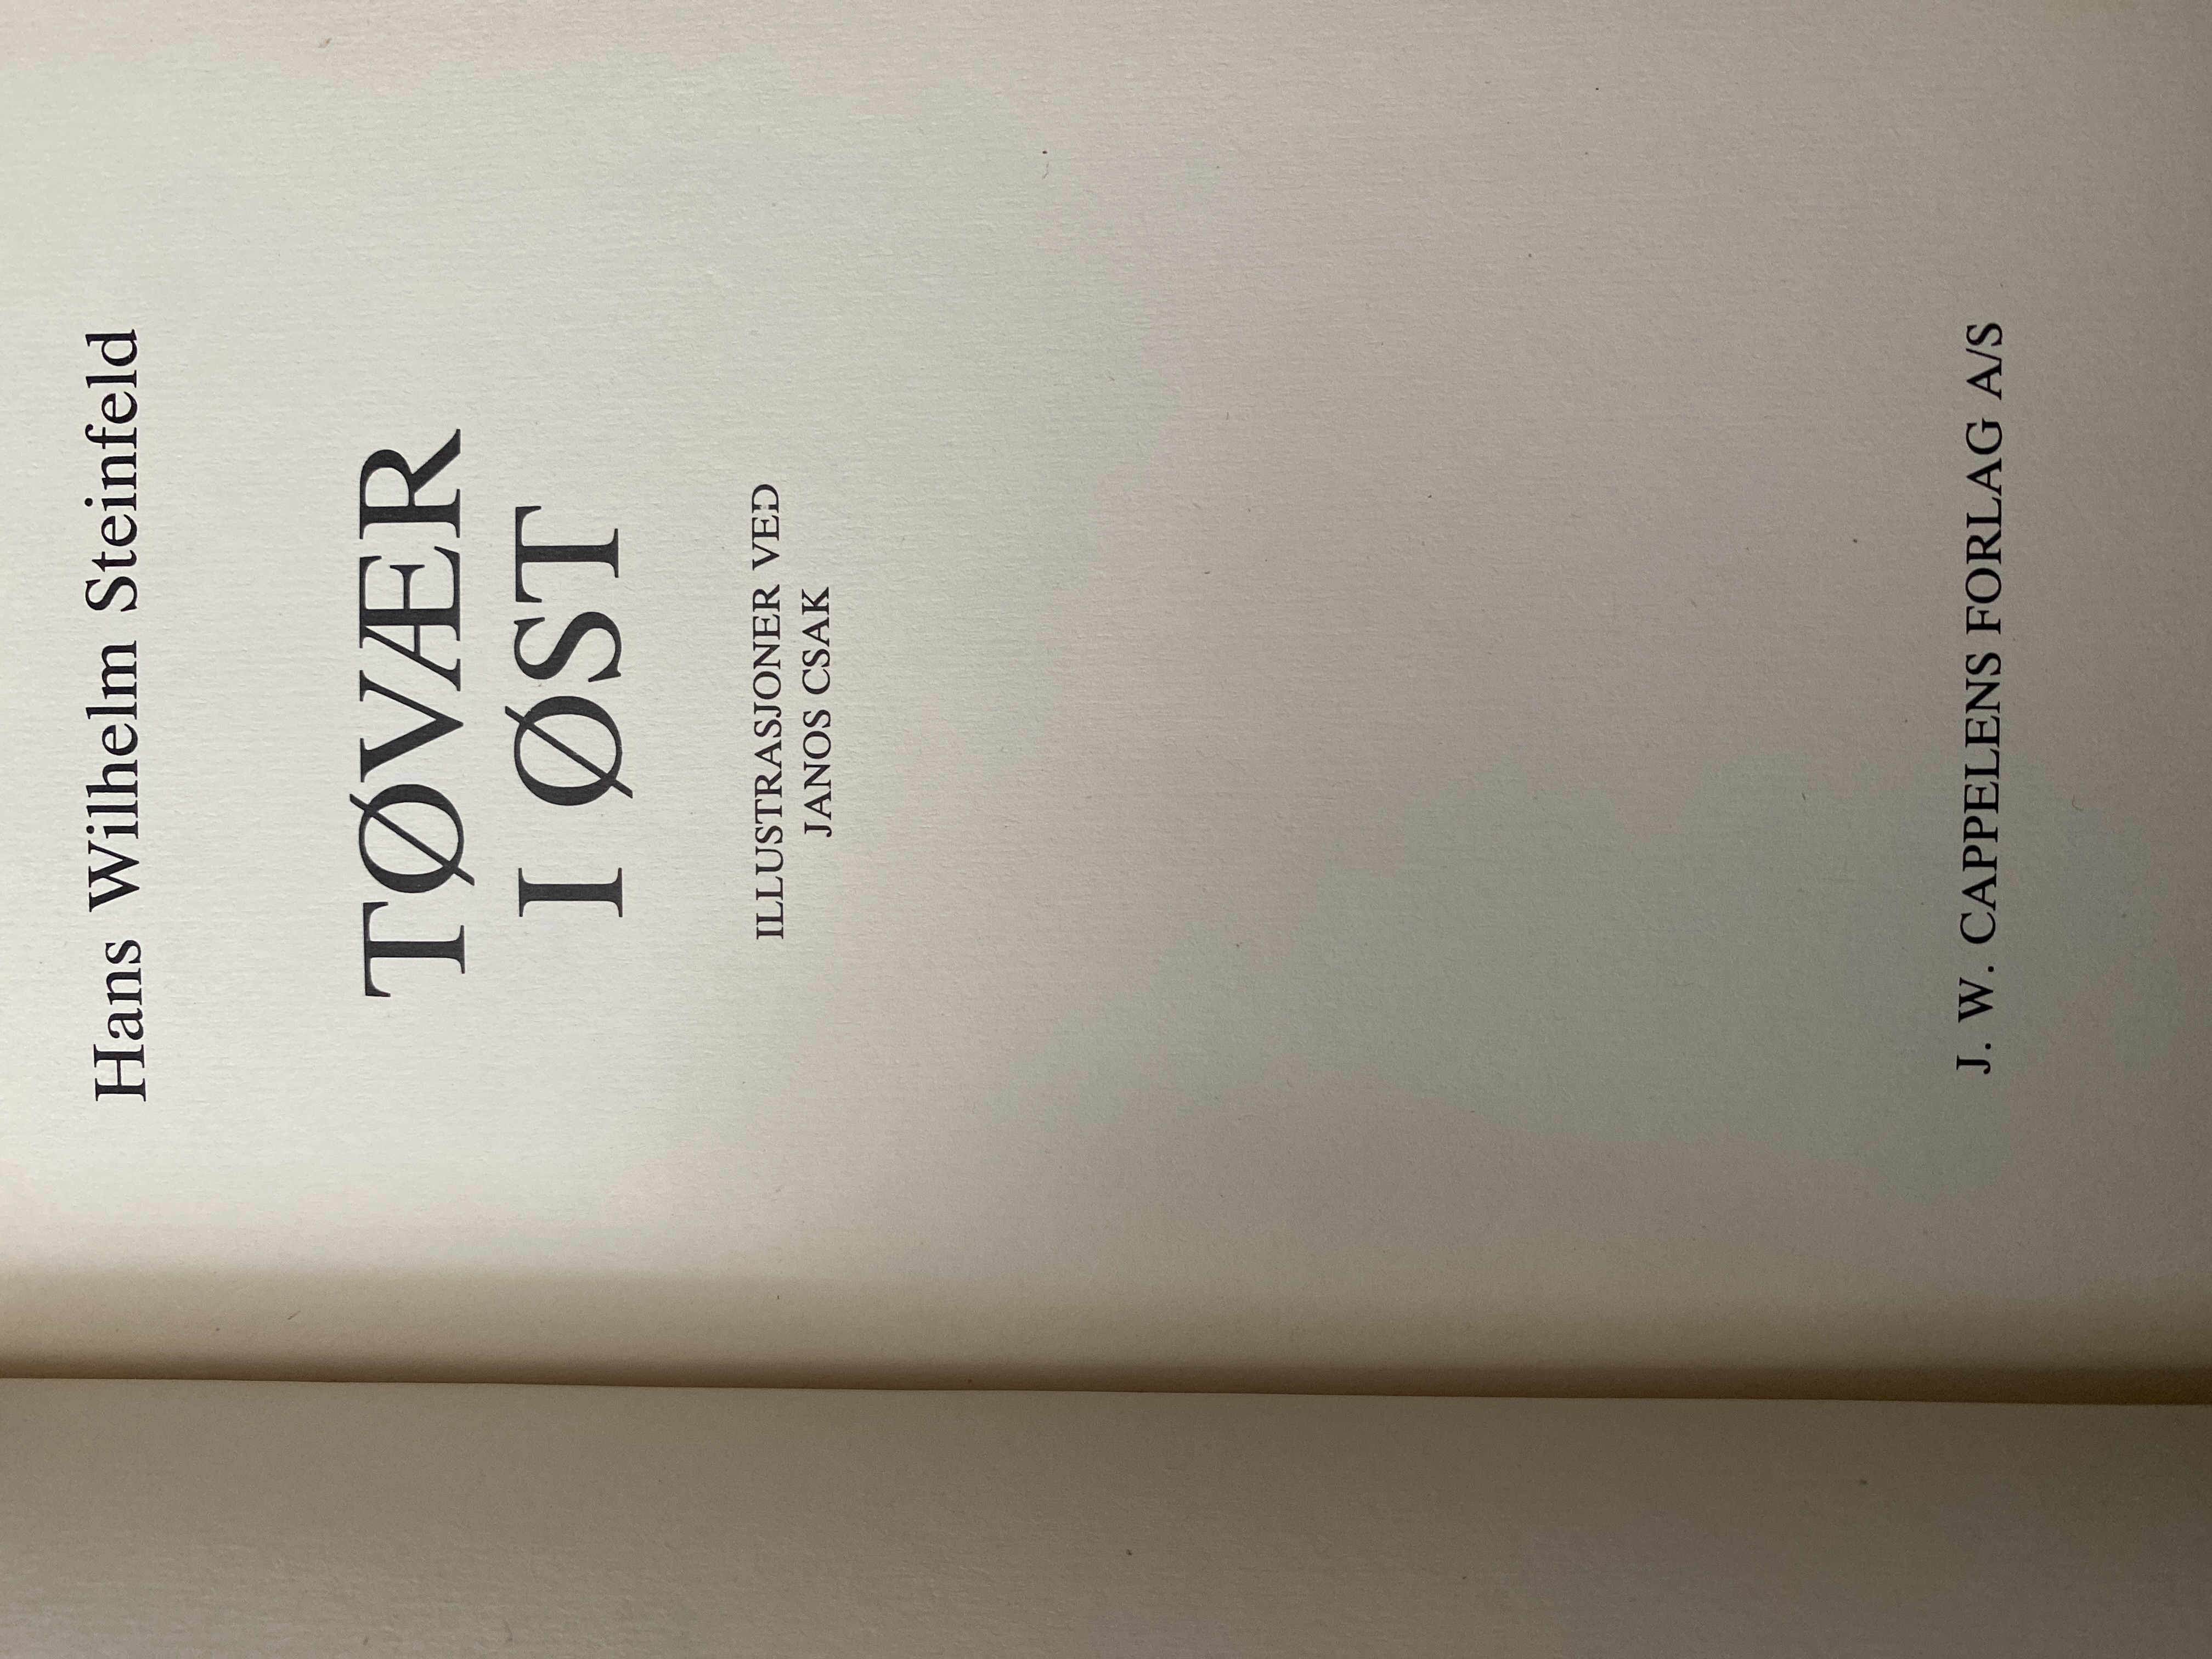 Hans Wilhelm Steinfeld
TØVÆR
I ØST
ILLUSTRASJONER VED
JANOS CSAK
J. W. CAPPELENS FORLAG A/S